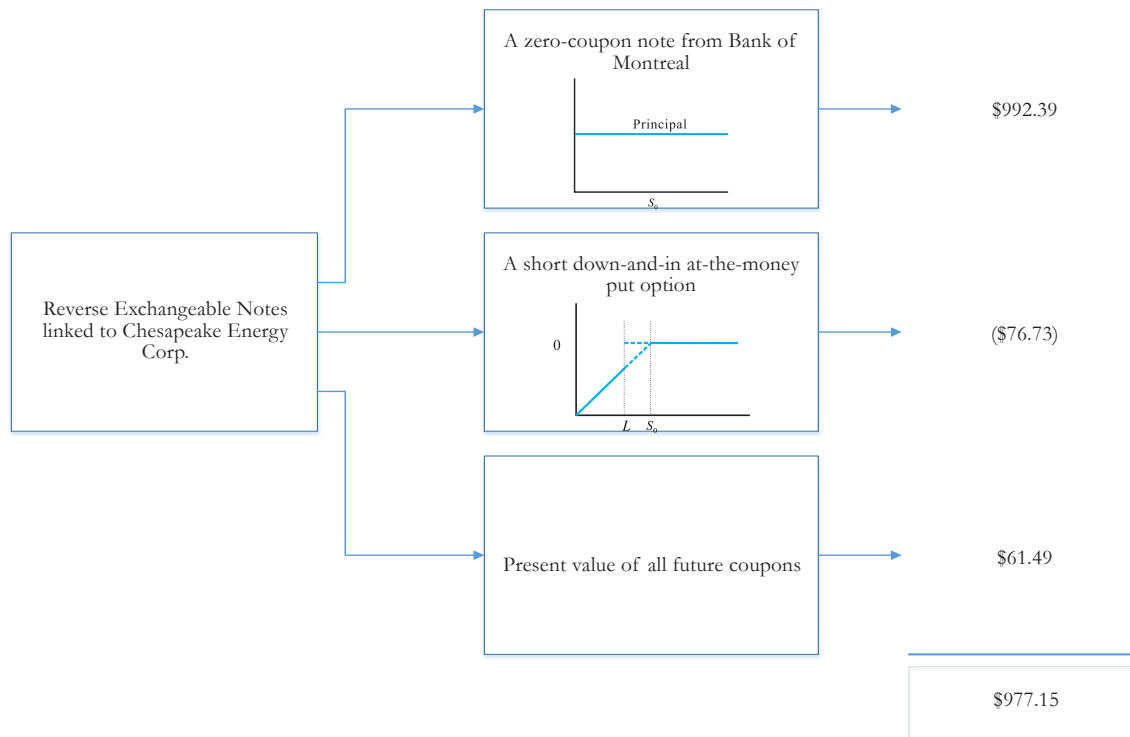 A zero-coupon note from Bank of
Montreal
Principal
S₀
$992.39
Reverse Exchangeable Notes
linked to Chesapeake Energy
Corp.
A short down-and-in at-the-money
put option
0
L S₀
($76.73)
Present value of all future coupons
$61.49
$977.15